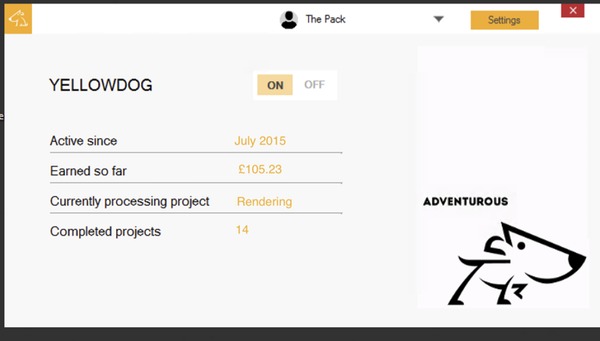 The Pack
Settings
YELLOWDOG
ON OFF
Active since July 2015
Earned so far £105.23
Currently processing project Rendering
Completed projects 14
ADVENTUROUS